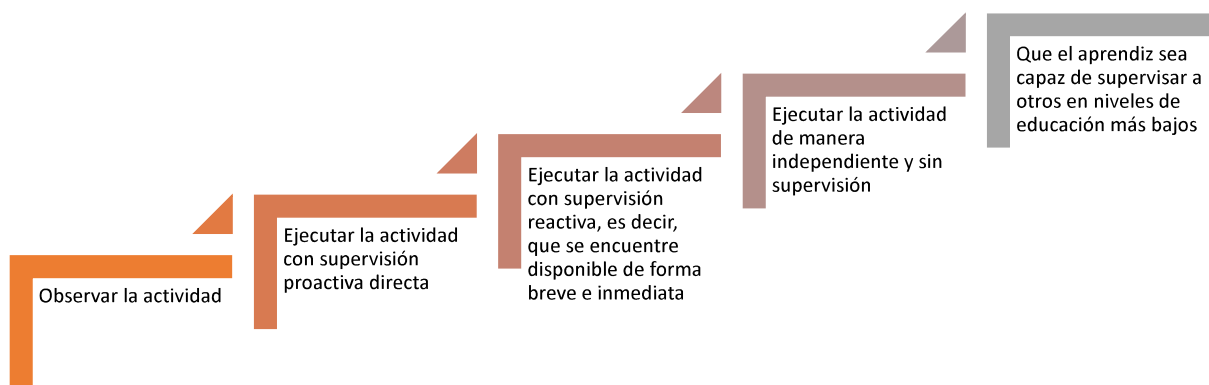 Observar la actividad
Ejecutar la actividad
con supervisión
proactiva directa
Ejecutar la actividad
con supervisión
reactiva, es decir,
que se encuentre
disponible de forma
breve e inmediata
Ejecutar la actividad
de manera
independiente y sin
supervisión
Que el aprendiz sea
capaz de supervisar a
otros en niveles de
educación más bajos